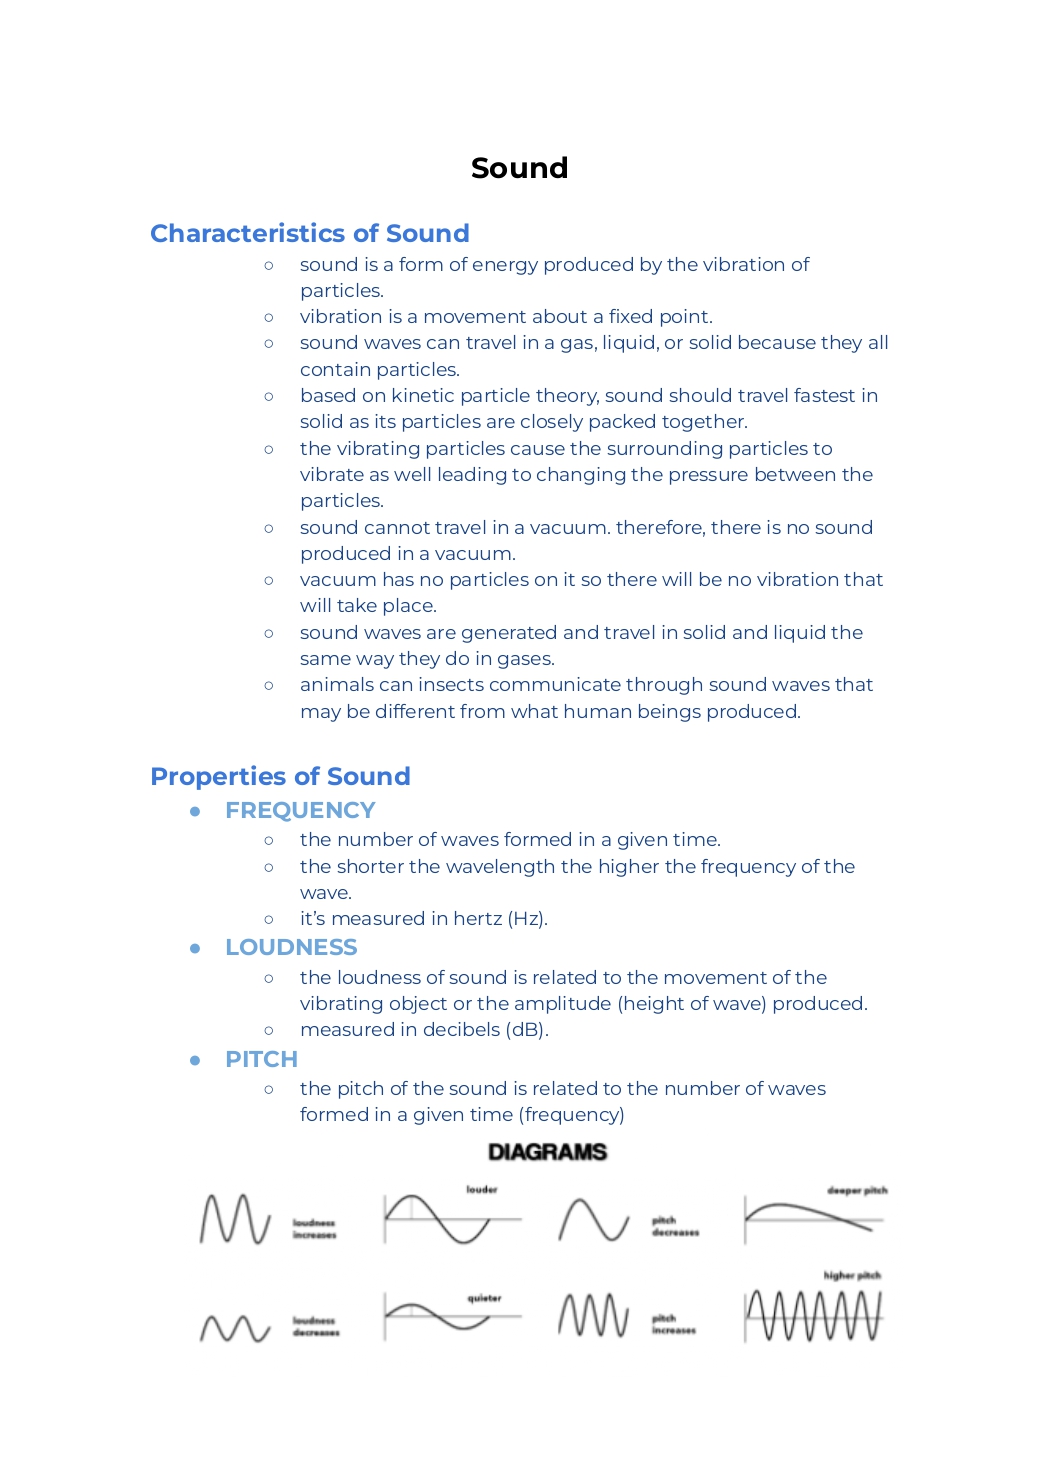 Sound
Characteristics of Sound
○ sound is a form of energy produced by the vibration of
particles.
○ vibration is a movement about a fixed point.
○ sound waves can travel in a gas, liquid, or solid because they all
contain particles.
○ based on kinetic particle theory, sound should travel fastest in
solid as its particles are closely packed together.
○ the vibrating particles cause the surrounding particles to
vibrate as well leading to changing the pressure between the
particles.
○ sound cannot travel in a vacuum. therefore, there is no sound
produced in a vacuum.
○ vacuum has no particles on it so there will be no vibration that
will take place.
○ sound waves are generated and travel in solid and liquid the
same way they do in gases.
○ animals can insects communicate through sound waves that
may be different from what human beings produced.
Properties of Sound
● FREQUENCY
○ the number of waves formed in a given time.
○ the shorter the wavelength the higher the frequency of the
wave.
○ it’s measured in hertz (Hz).
● LOUDNESS
○ the loudness of sound is related to the movement of the
vibrating object or the amplitude (height of wave) produced.
○ measured in decibels (dB).
● PITCH
○ the pitch of the sound is related to the number of waves
formed in a given time (frequency)
DIAGRAMS
loudness
increases
louder
pitch
decreases
deeper pitch
loudness
decreases
quieter
pitch
increases
higher pitch